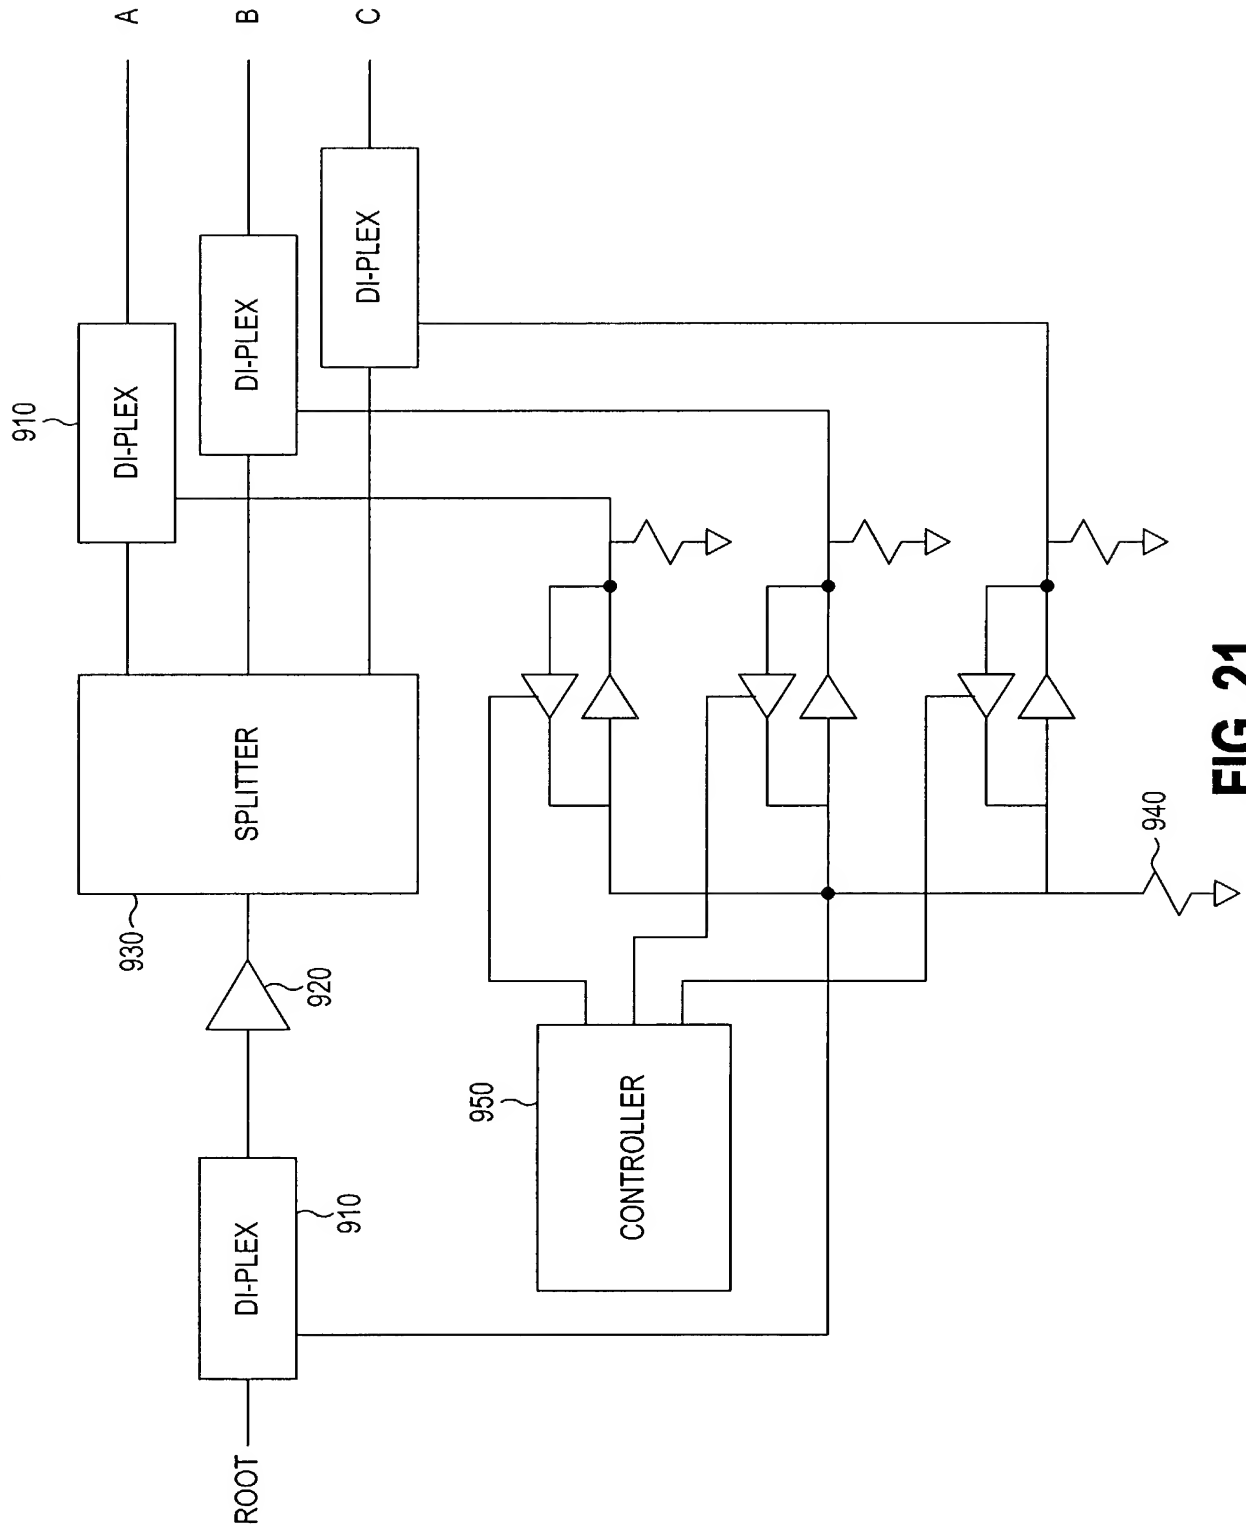 A
B
C
910
DI-PLEX
DI-PLEX
DI-PLEX
SPLITTER
930
920
DI-PLEX
910
ROOT
950
CONTROLLER
940
FIG. 21